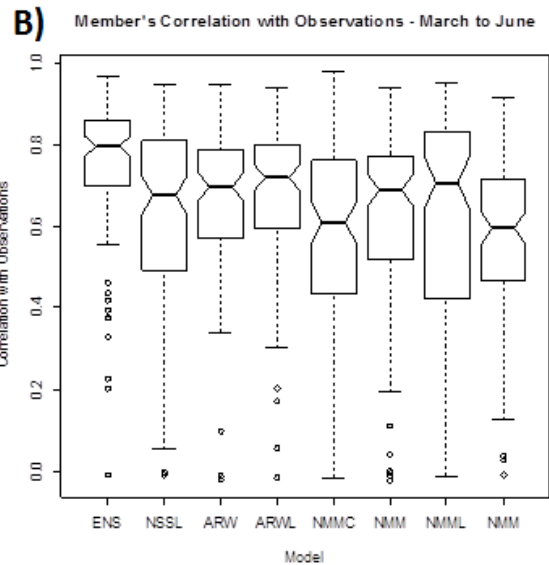 B) Member's Correlation with Observations - March to June
Correlation with Observations
1.0
0.8
0.6
0.4
0.2
0.0
ENS NSSL ARW ARWL NMMC NMM NMML NMM
Model